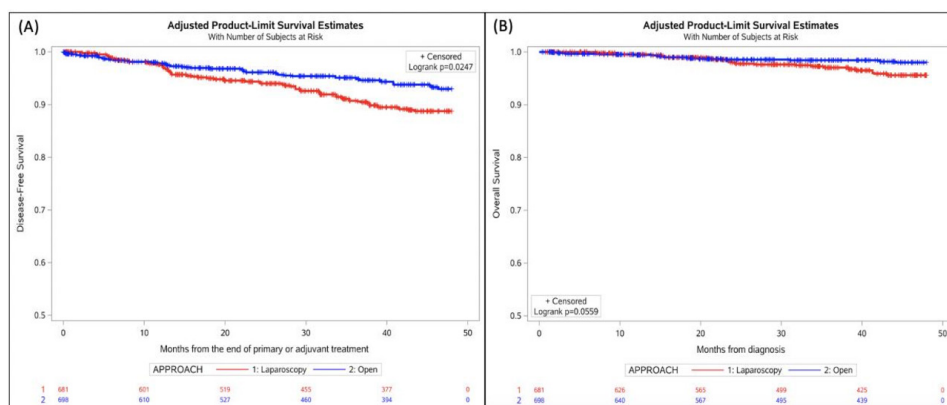 (A)
Adjusted Product-Limit Survival Estimates
With Number of Subjects at Risk
+ Censored
Logrank p=0.0247
1.0
0.9
0.8
0.7
0.6
0.5
Disease-Free Survival
0 10 20 30 40 50
Months from the end of primary or adjuvant treatment
APPROACH 1: Laparoscopy 2: Open
1 681 601 519 455 377 0
2 698 610 527 460 394 0
(B)
Adjusted Product-Limit Survival Estimates
With Number of Subjects at Risk
1.0
0.9
0.8
0.7
0.6
0.5
Overall Survival
+ Censored
Logrank p=0.0559
0 10 20 30 40 50
Months from diagnosis
APPROACH 1: Laparoscopy 2: Open
1 681 626 565 499 425 0
2 698 640 567 495 439 0